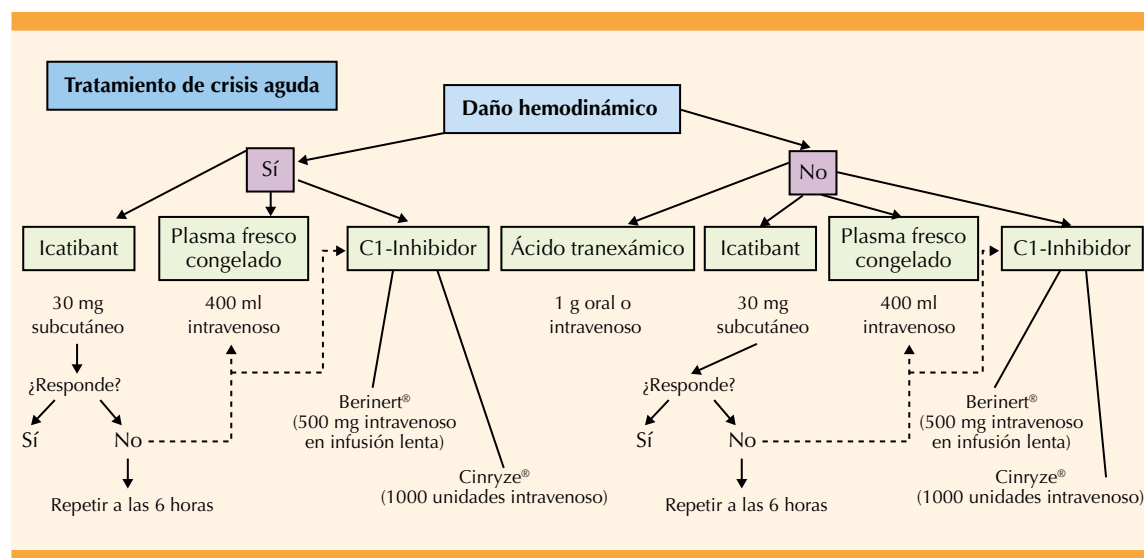 Tratamiento de crisis aguda
Daño hemodinámico
Sí
No
Icatibant
Plasma fresco
congelado
C1-Inhibidor
Ácido tranexámico
Icatibant
Plasma fresco
congelado
C1-Inhibidor
30 mg
subcutáneo
400 ml
intravenoso
1 g oral o
intravenoso
30 mg
subcutáneo
400 ml
intravenoso
¿Responde?
Sí
No
Repetir a las 6 horas
Berinert®
(500 mg intravenoso
en infusión lenta)
Cinryze®
(1000 unidades intravenoso)
¿Responde?
Sí
No
Repetir a las 6 horas
Berinert®
(500 mg intravenoso
en infusión lenta)
Cinryze®
(1000 unidades intravenoso)